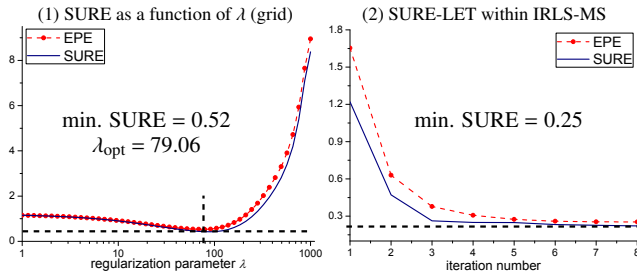 (1) SURE as a function of λ (grid)
EPE
SURE
min. SURE = 0.52
λopt = 79.06
8
6
4
2
0
1
10
100
1000
regularization parameter λ
(2) SURE-LET within IRLS-MS
EPE
SURE
min. SURE = 0.25
1.8
1.5
1.2
0.9
0.6
0.3
1
2
3
4
5
6
7
8
iteration number